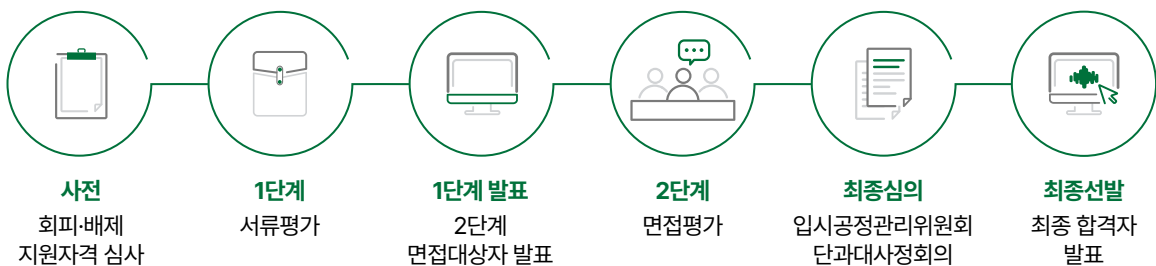 사전
회피·배제
지원자격 심사
1단계
서류평가
1단계 발표
2단계
면접대상자 발표
2단계
면접평가
최종심의
입시공정관리위원회
단과대사정회의
최종선발
최종 합격자
발표